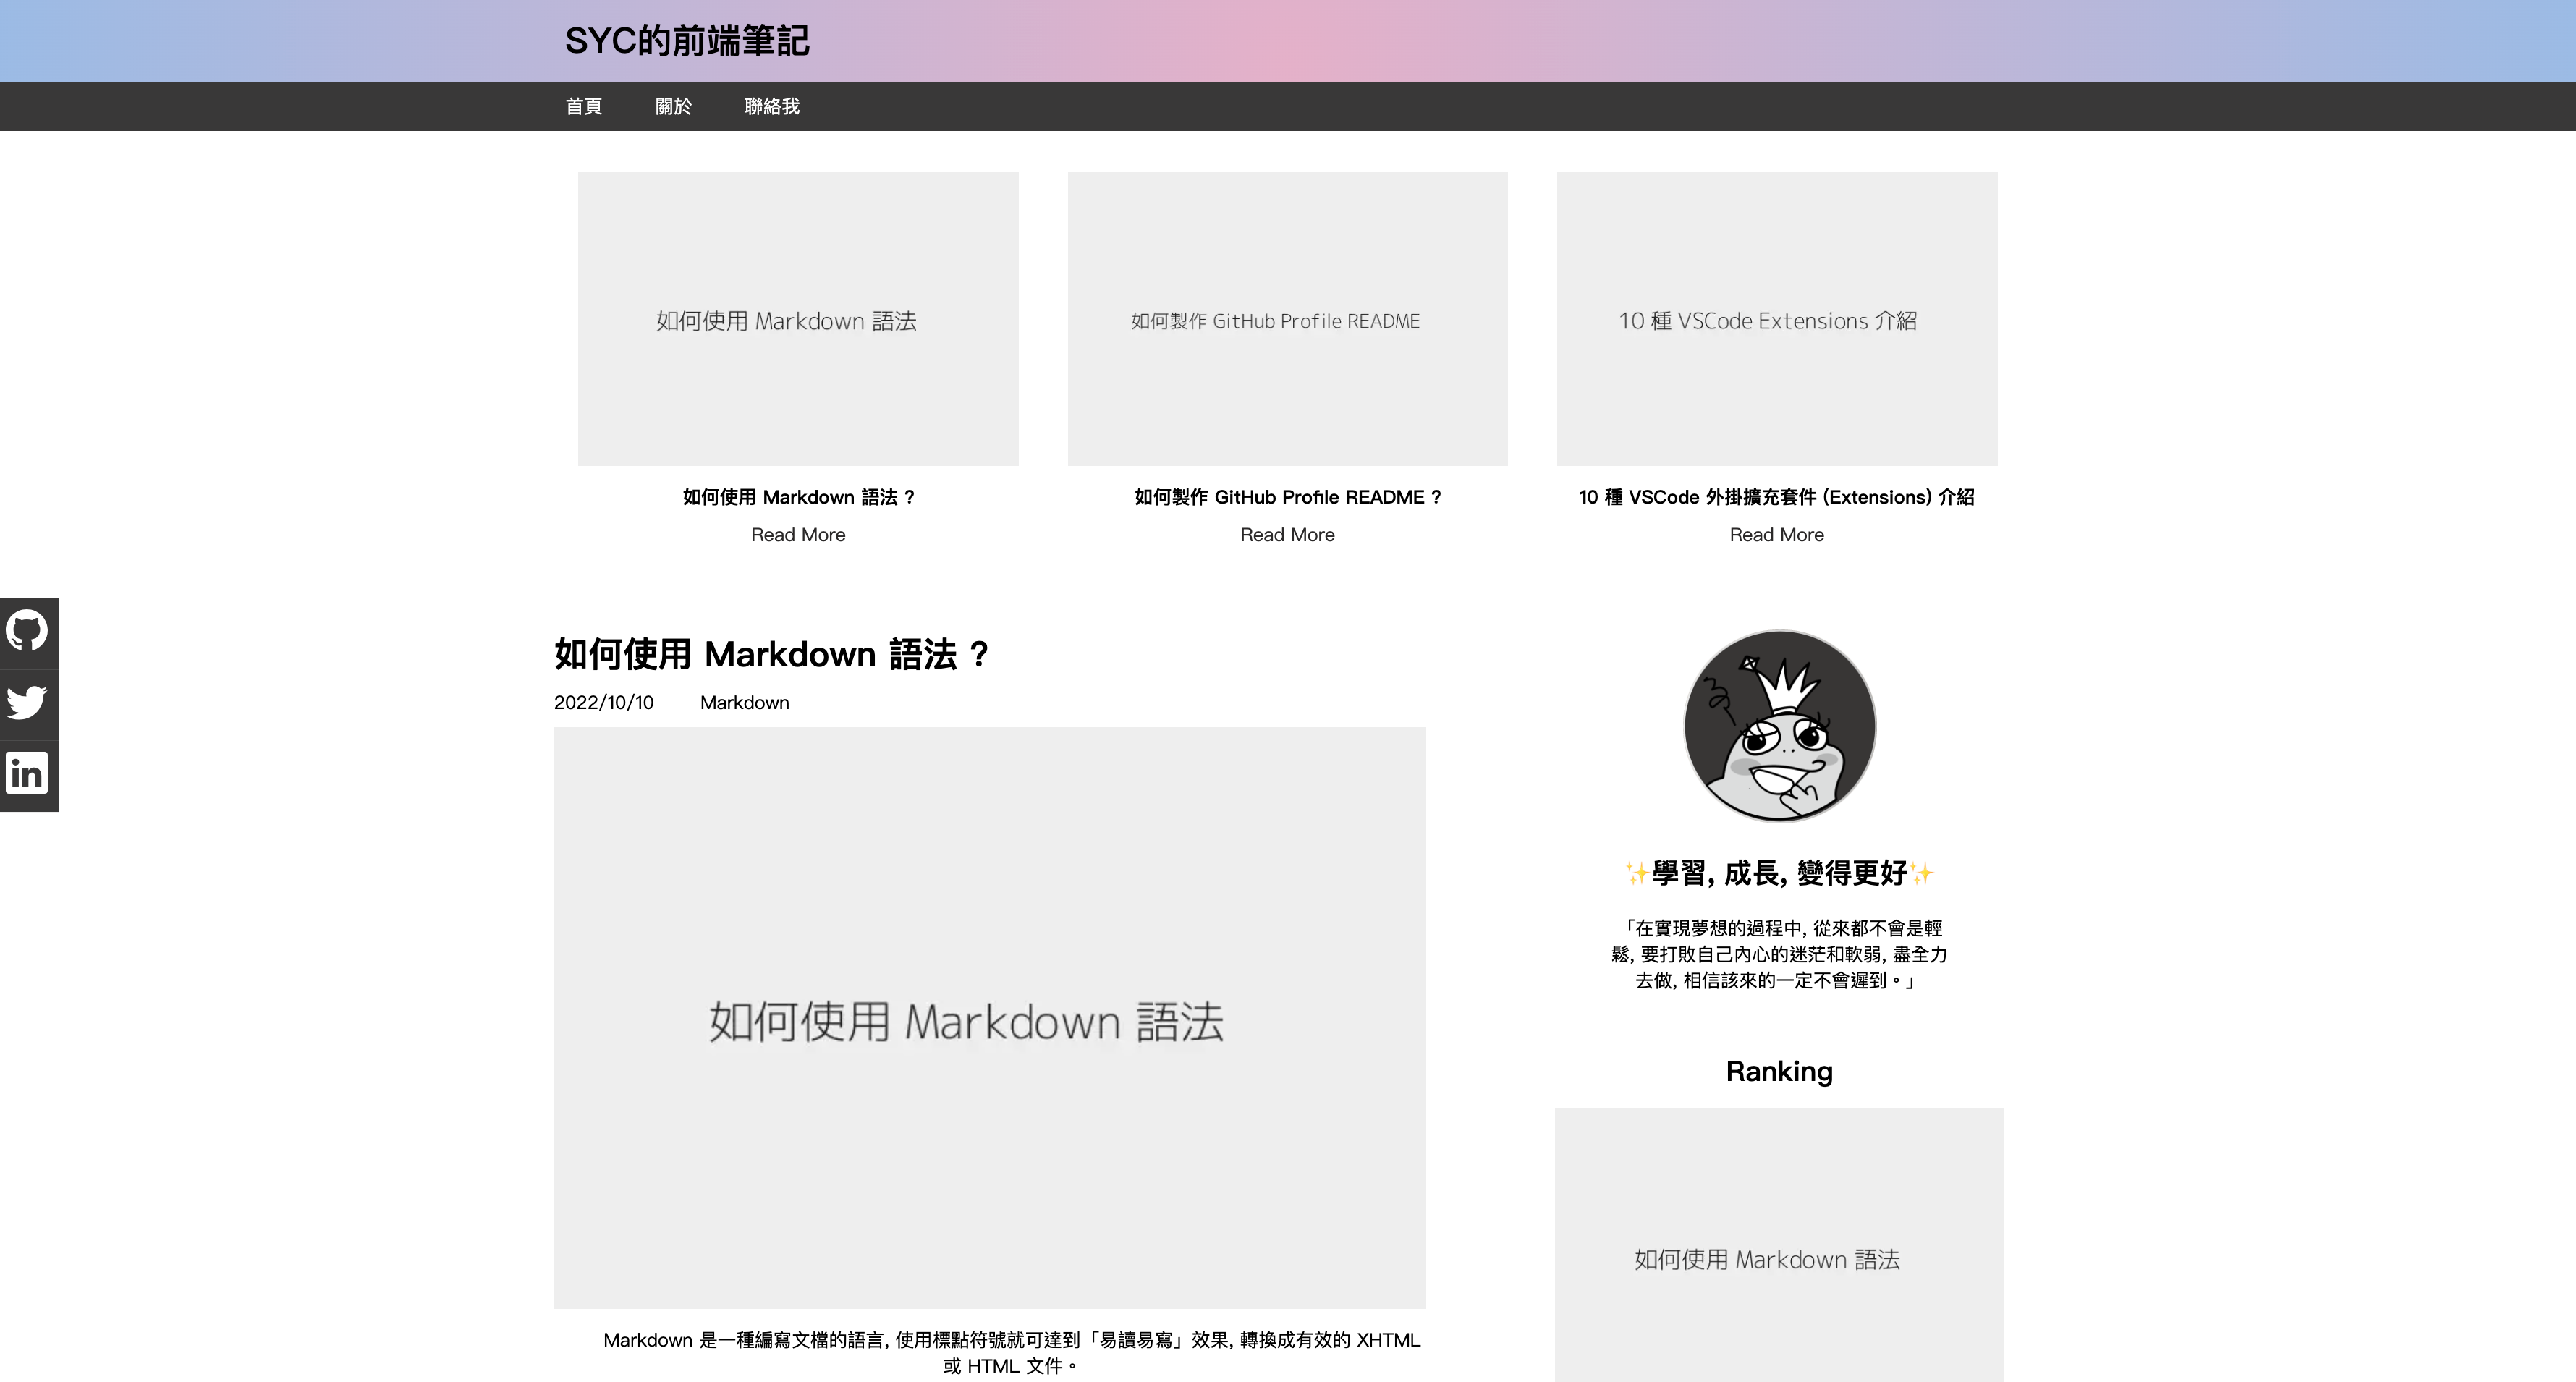 SYC的前端筆記
首頁 關於 聯絡我
如何使用 Markdown 語法
如何製作 GitHub Profile README
10 種 VSCode Extensions 介紹
如何使用 Markdown 語法 ?
Read More
如何製作 GitHub Profile README ?
Read More
10 種 VSCode 外掛擴充套件 (Extensions) 介紹
Read More
in
如何使用 Markdown 語法 ?
2022/10/10 Markdown
如何使用 Markdown 語法
Markdown 是一種編寫文檔的語言, 使用標點符號就可達到「易讀易寫」效果, 轉換成有效的 XHTML
或 HTML 文件。
✨學習, 成長, 變得更好✨
「在實現夢想的過程中, 從來都不會是輕
鬆, 要打敗自己內心的迷茫和軟弱, 盡全力
去做, 相信該來的一定不會遲到。」
Ranking
如何使用 Markdown 語法